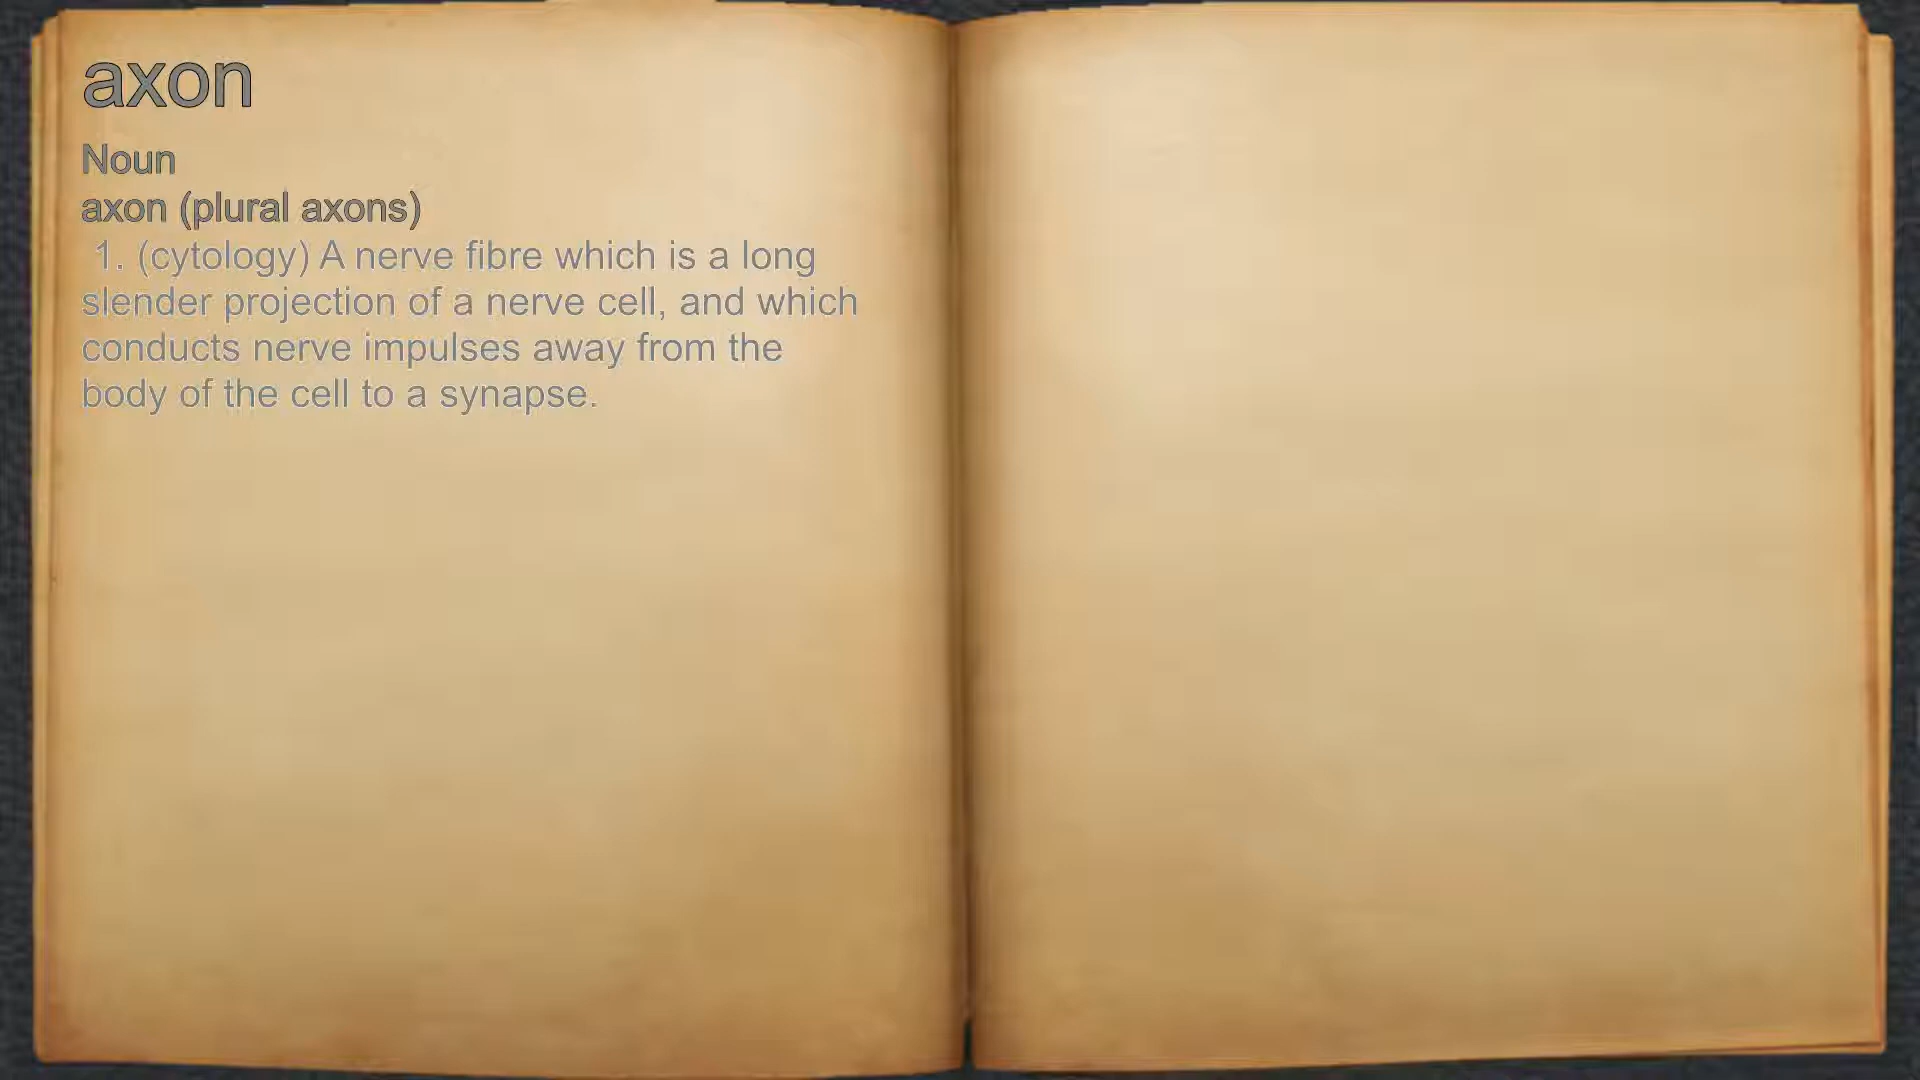 axon
Noun
axon (plural axons)
1. (cytology) A nerve fibre which is a long
slender projection of a nerve cell, and which
conducts nerve impulses away from the
body of the cell to a synapse.